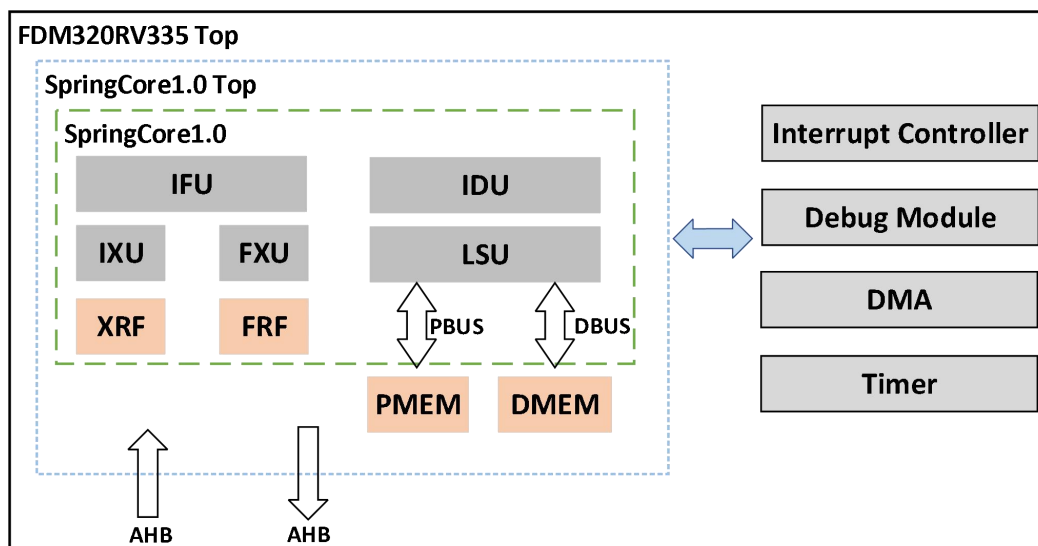 FDM320RV335 Top
SpringCore1.0 Top
SpringCore1.0
IFU
IDU
IXU
FXU
LSU
XRF
FRF
PBUS
DBUS
PMEM
DMEM
AHB
AHB
Interrupt Controller
Debug Module
DMA
Timer